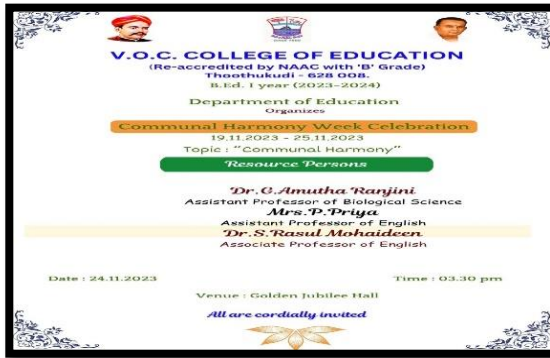 V.O.C. COLLEGE OF EDUCATION
(Re-accredited by NAAC with 'B' Grade)
Thoothukudi - 628 008.
B.Ed. I year (2023-2024)
Department of Education
Organizes
Communal Harmony Week Celebration
19.11.2023 - 25.11.2023
Topic : "Communal Harmony"
Resource Persons
Dr.G.Amutha Ranjini
Assistant Professor of Biological Science
Mrs.P.Priya
Assistant Professor of English
Dr.S.Rasul Mohaideen
Associate Professor of English
Date : 24.11.2023 Time : 03.30 pm
Venue : Golden Jubilee Hall
All are cordially invited